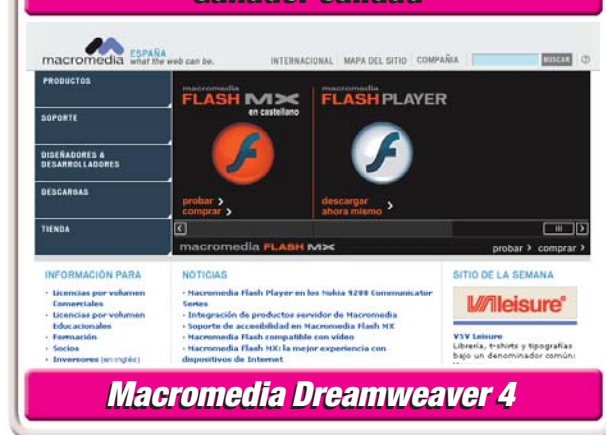 Ganador Calidad
ESPAÑA
macromedia what the web can be.
INTERNACIONAL MAPA DEL SITIO COMPAÑIA BUSCAR ?
PRODUCTOS
SOPORTE
DISEÑADORES &
DESARROLLADORES
DESCARGAS
TIENDA
macromedia
FLASH MX
en castellano
probar >
comprar >
macromedia
FLASH PLAYER
descargar
ahora mismo >
macromedia FLASH MX
probar > comprar >
INFORMACIÓN PARA
· Licencias por volumen
Comerciales
· Licencias por volumen
Educacionales
· Formación
· Socios
· Inversores (en inglés)
NOTICIAS
· Macromedia Flash Player en los Nokia 9200 Communicator
Series
· Integración de productos servidor de Macromedia
· Soporte de accesibilidad en Macromedia Flash MX
· Macromedia Flash compatible con vídeo
· Macromedia Flash MX: la mejor experiencia con
dispositivos de Internet
SITIO DE LA SEMANA
leisure®
VSV Leisure
Librería, t-shirts y tipografías
bajo un denominador común:
Macromedia Dreamweaver 4